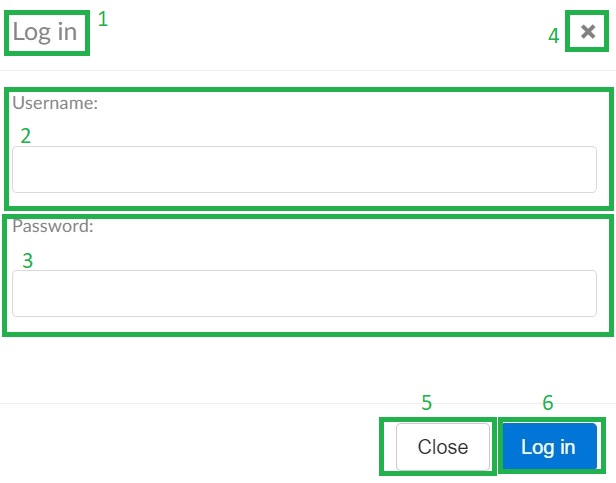 Log in 1
4 ×
Username:
2
Password:
3
5 6
Close Log in